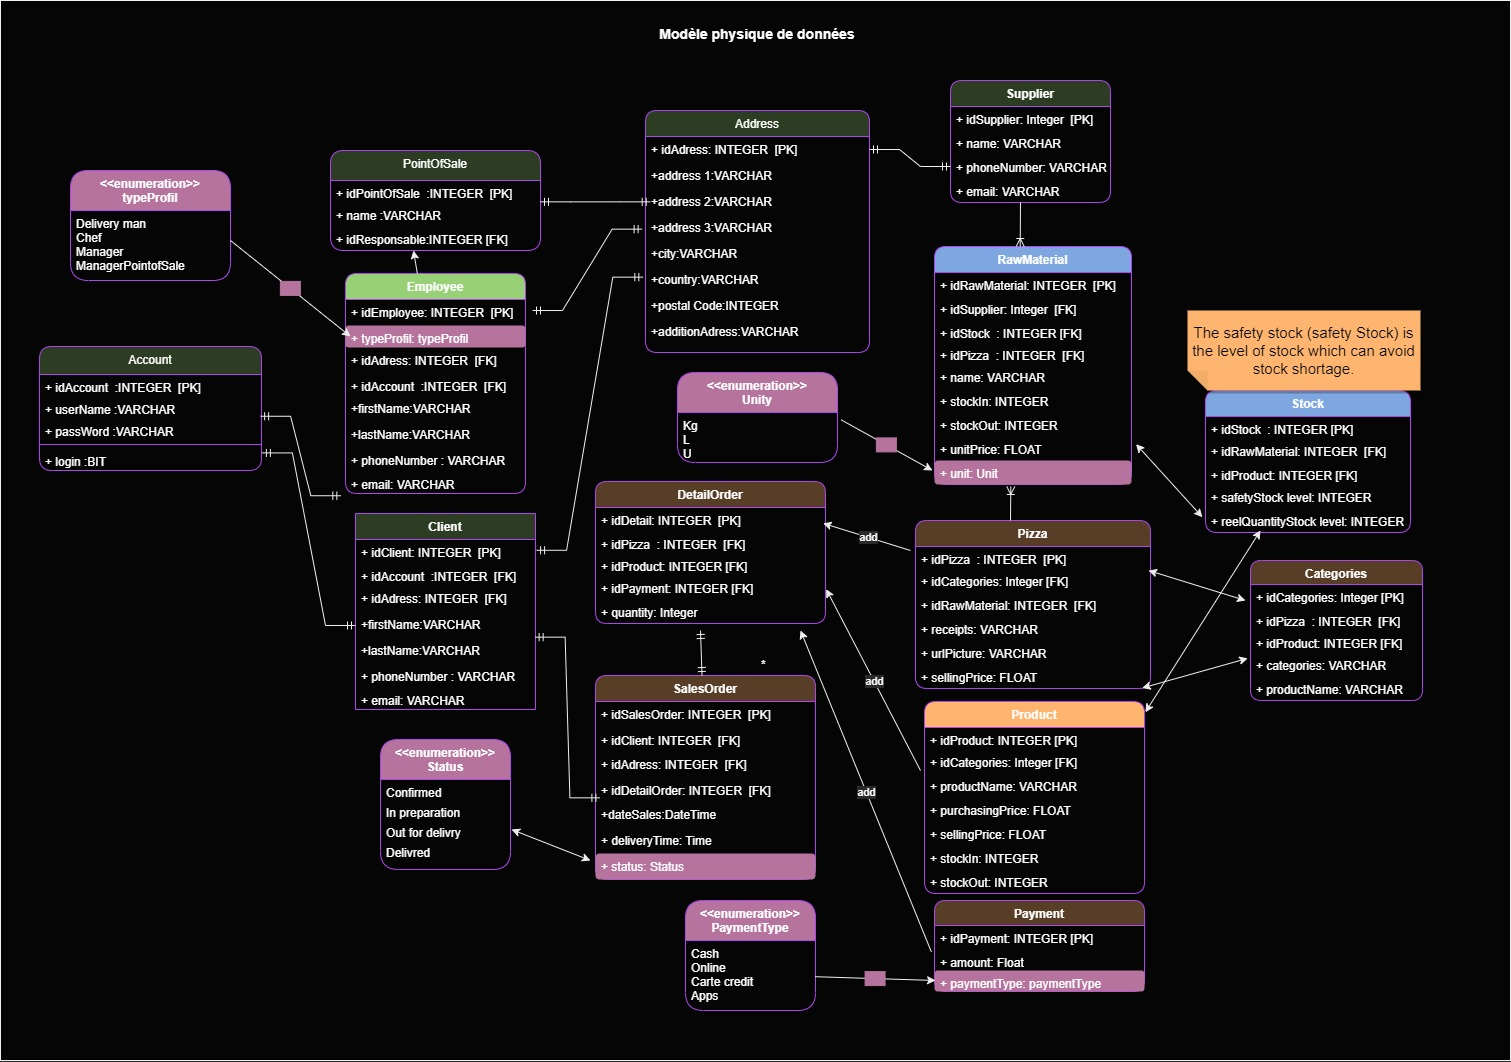 Modèle physique de données
Supplier
+ idSupplier: Integer [PK]
+ name: VARCHAR
+ phoneNumber: VARCHAR
+ email: VARCHAR
Address
+ idAdress: INTEGER [PK]
+address 1:VARCHAR
+address 2:VARCHAR
+address 3:VARCHAR
+city:VARCHAR
+country:VARCHAR
+postal Code:INTEGER
+additionAdress:VARCHAR
PointOfSale
+ idPointOfSale :INTEGER [PK]
+ name :VARCHAR
+ idResponsable:INTEGER [FK]
<<enumeration>>
typeProfil
Delivery man
Chef
Manager
ManagerPointofSale
Employee
+ idEmployee: INTEGER [PK]
+ typeProfil: typeProfil
+ idAdress: INTEGER [FK]
+ idAccount :INTEGER [FK]
+firstName:VARCHAR
+lastName:VARCHAR
+ phoneNumber : VARCHAR
+ email: VARCHAR
Account
+ idAccount :INTEGER [PK]
+ userName :VARCHAR
+ passWord :VARCHAR
+ login :BIT
RawMaterial
+ idRawMaterial: INTEGER [PK]
+ idSupplier: Integer [FK]
+ idStock : INTEGER [FK]
+ idPizza : INTEGER [FK]
+ name: VARCHAR
+ stockIn: INTEGER
+ stockOut: INTEGER
+ unitPrice: FLOAT
+ unit: Unit
The safety stock (safety Stock) is
the level of stock which can avoid
stock shortage.
Stock
+ idStock : INTEGER [PK]
+ idRawMaterial: INTEGER [FK]
+ idProduct: INTEGER [FK]
+ safetyStock level: INTEGER
+ reelQuantityStock level: INTEGER
<<enumeration>>
Unity
Kg
L
U
DetailOrder
+ idDetail: INTEGER [PK]
+ idPizza : INTEGER [FK]
+ idProduct: INTEGER [FK]
+ idPayment: INTEGER [FK]
+ quantity: Integer
add
add
add
Client
+ idClient: INTEGER [PK]
+ idAccount :INTEGER [FK]
+ idAdress: INTEGER [FK]
+firstName:VARCHAR
+lastName:VARCHAR
+ phoneNumber : VARCHAR
+ email: VARCHAR
Pizza
+ idPizza : INTEGER [PK]
+ idCategories: Integer [FK]
+ idRawMaterial: INTEGER [FK]
+ receipts: VARCHAR
+ urlPicture: VARCHAR
+ sellingPrice: FLOAT
Categories
+ idCategories: Integer [PK]
+ idPizza : INTEGER [FK]
+ idProduct: INTEGER [FK]
+ categories: VARCHAR
+ productName: VARCHAR
*
SalesOrder
+ idSalesOrder: INTEGER [PK]
+ idClient: INTEGER [FK]
+ idAdress: INTEGER [FK]
+ idDetailOrder: INTEGER [FK]
+dateSales:DateTime
+ deliveryTime: Time
+ status: Status
Product
+ idProduct: INTEGER [PK]
+ idCategories: Integer [FK]
+ productName: VARCHAR
+ purchasingPrice: FLOAT
+ sellingPrice: FLOAT
+ stockIn: INTEGER
+ stockOut: INTEGER
<<enumeration>>
Status
Confirmed
In preparation
Out for delivry
Delivred
<<enumeration>>
PaymentType
Cash
Online
Carte credit
Apps
Payment
+ idPayment: INTEGER [PK]
+ amount: Float
+ paymentType: paymentType